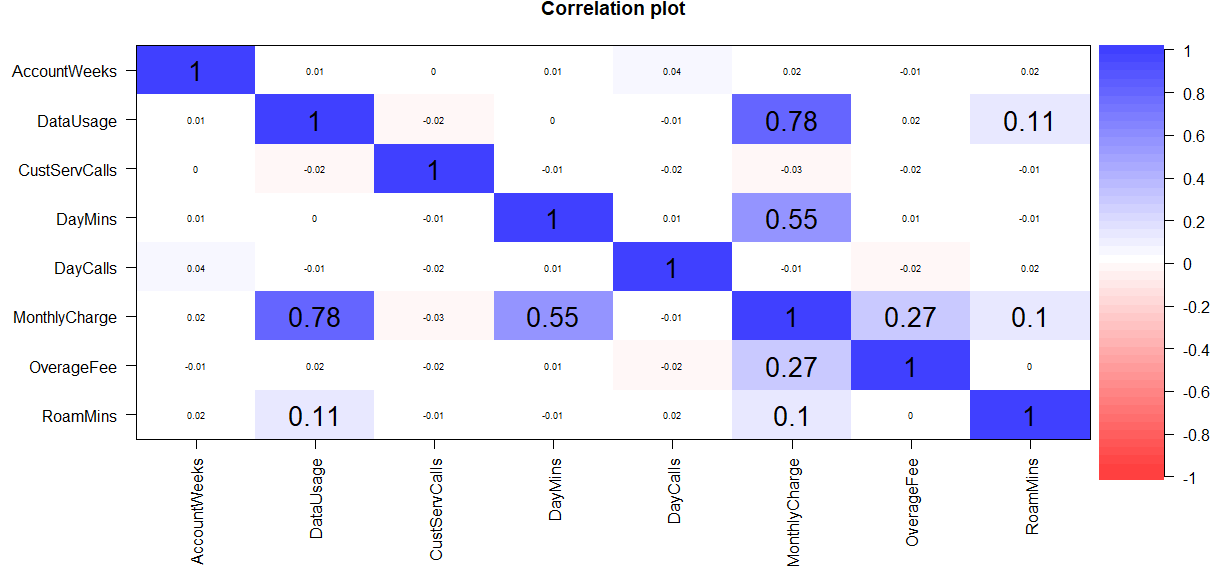 Correlation plot
AccountWeeks 1 0.01 0 0.01 0.04 0.02 -0.01 0.02
DataUsage 0.01 1 -0.02 0 -0.01 0.78 0.02 0.11
CustServCalls 0 -0.02 1 -0.01 -0.02 -0.03 -0.02 -0.01
DayMins 0.01 0 -0.01 1 0.01 0.55 0.01 -0.01
DayCalls 0.04 -0.01 -0.02 0.01 1 -0.01 -0.02 0.02
MonthlyCharge 0.02 0.78 -0.03 0.55 -0.01 1 0.27 0.1
OverageFee -0.01 0.02 -0.02 0.01 -0.02 0.27 1 0
RoamMins 0.02 0.11 -0.01 -0.01 0.02 0.1 0 1
AccountWeeks
DataUsage
CustServCalls
DayMins
DayCalls
MonthlyCharge
OverageFee
RoamMins
1
0.8
0.6
0.4
0.2
0
-0.2
-0.4
-0.6
-0.8
-1